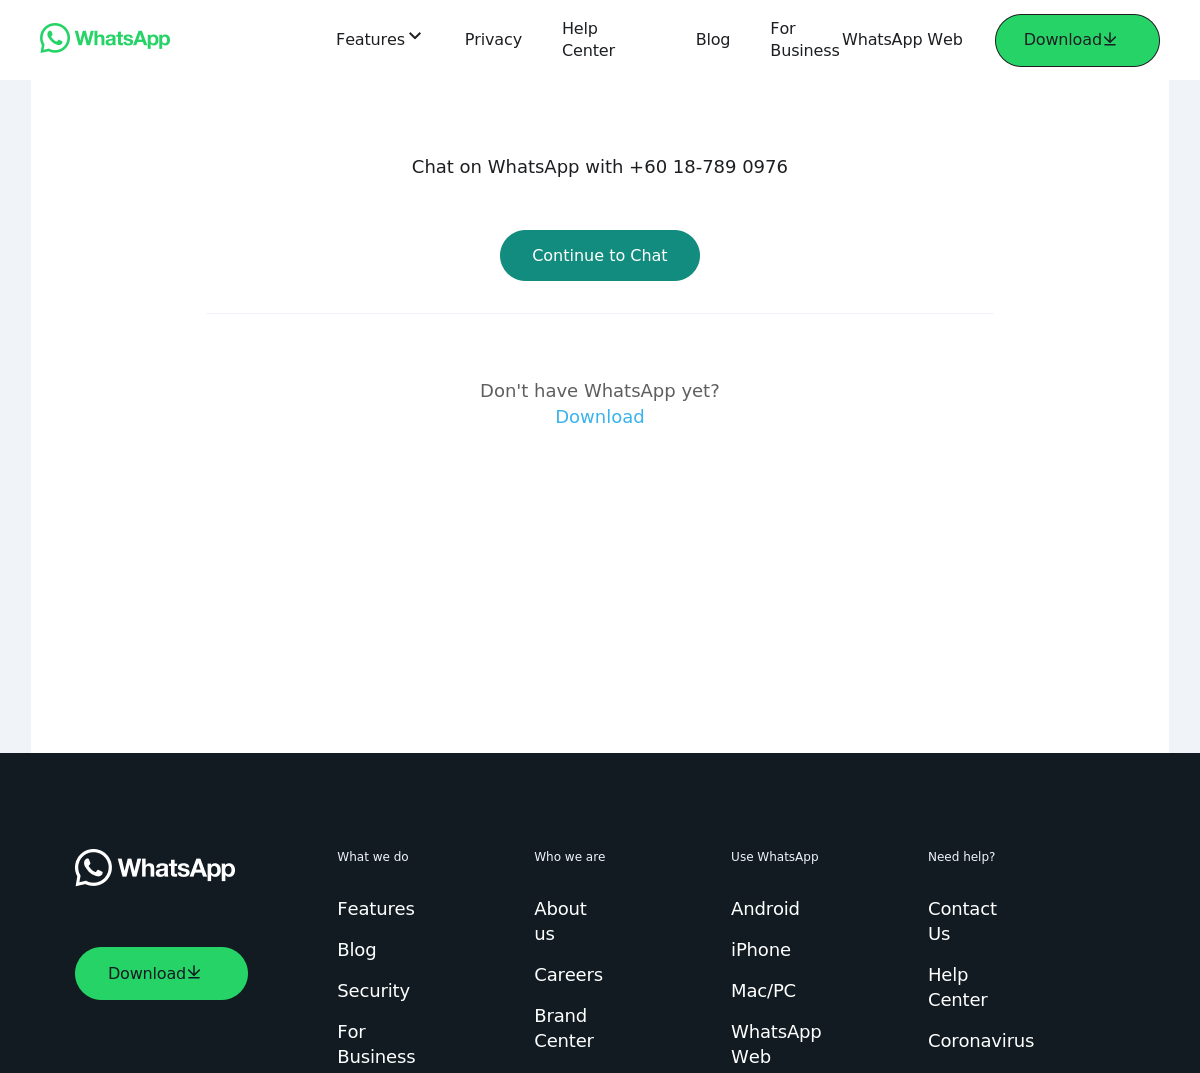 WhatsApp
Features
Privacy
Help
Center
Blog
For
Business
WhatsApp Web
Download
Chat on WhatsApp with +60 18-789 0976
Continue to Chat
Don't have WhatsApp yet?
Download
WhatsApp
Download
What we do
Features
Blog
Security
For
Business
Who we are
About
us
Careers
Brand
Center
Use WhatsApp
Android
iPhone
Mac/PC
WhatsApp
Web
Need help?
Contact
Us
Help
Center
Coronavirus